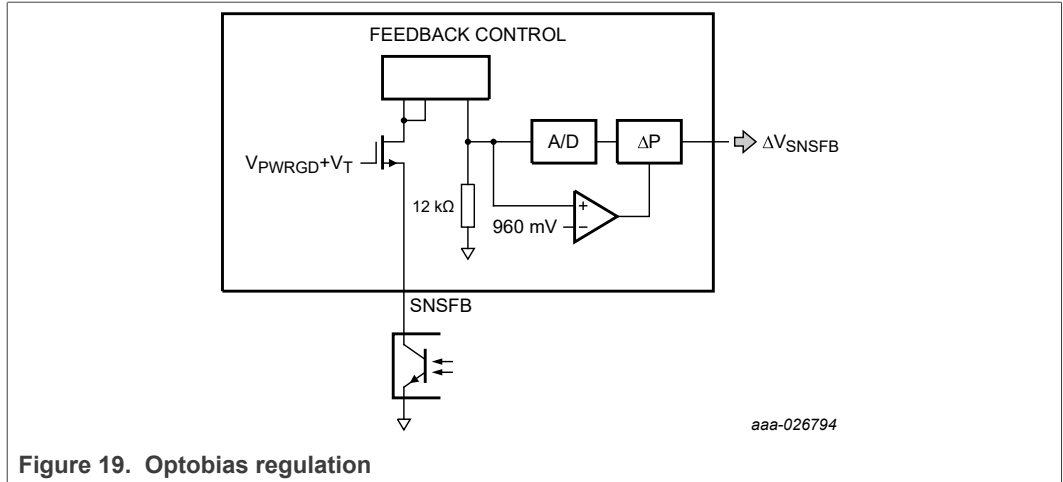 FEEDBACK CONTROL
A/D
ΔP
ΔVSNSFB
VPWRGD+VT
12 kΩ
+
960 mV
−
SNSFB
aaa-026794
Figure 19. Optobias regulation